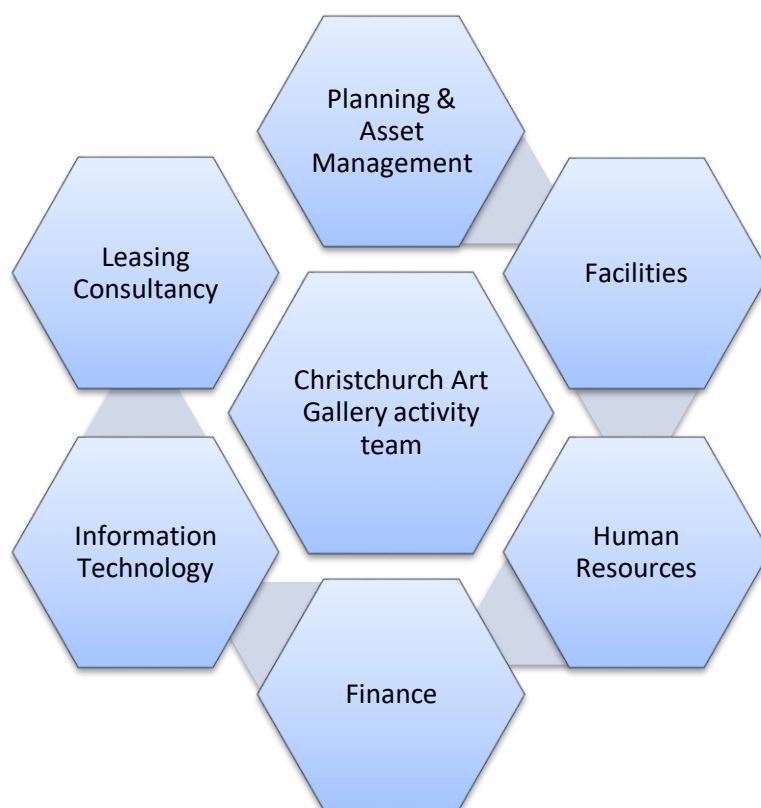 Planning &
Asset
Management
Leasing
Consultancy
Facilities
Christchurch Art
Gallery activity
team
Information
Technology
Human
Resources
Finance